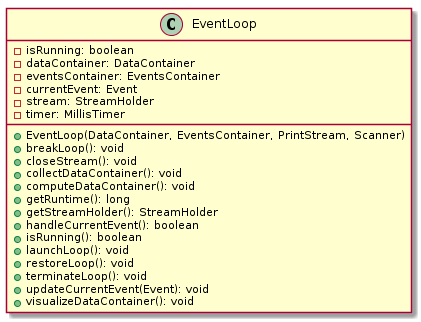 C EventLoop
isRunning: boolean
dataContainer: DataContainer
eventsContainer: EventsContainer
currentEvent: Event
stream: StreamHolder
timer: MillisTimer
EventLoop(DataContainer, EventsContainer, PrintStream, Scanner)
breakLoop(): void
closeStream(): void
collectDataContainer(): void
computeDataContainer(): void
getRuntime(): long
getStreamHolder(): StreamHolder
handleCurrentEvent(): boolean
isRunning(): boolean
launchLoop(): void
restoreLoop(): void
terminateLoop(): void
updateCurrentEvent(Event): void
visualizeDataContainer(): void